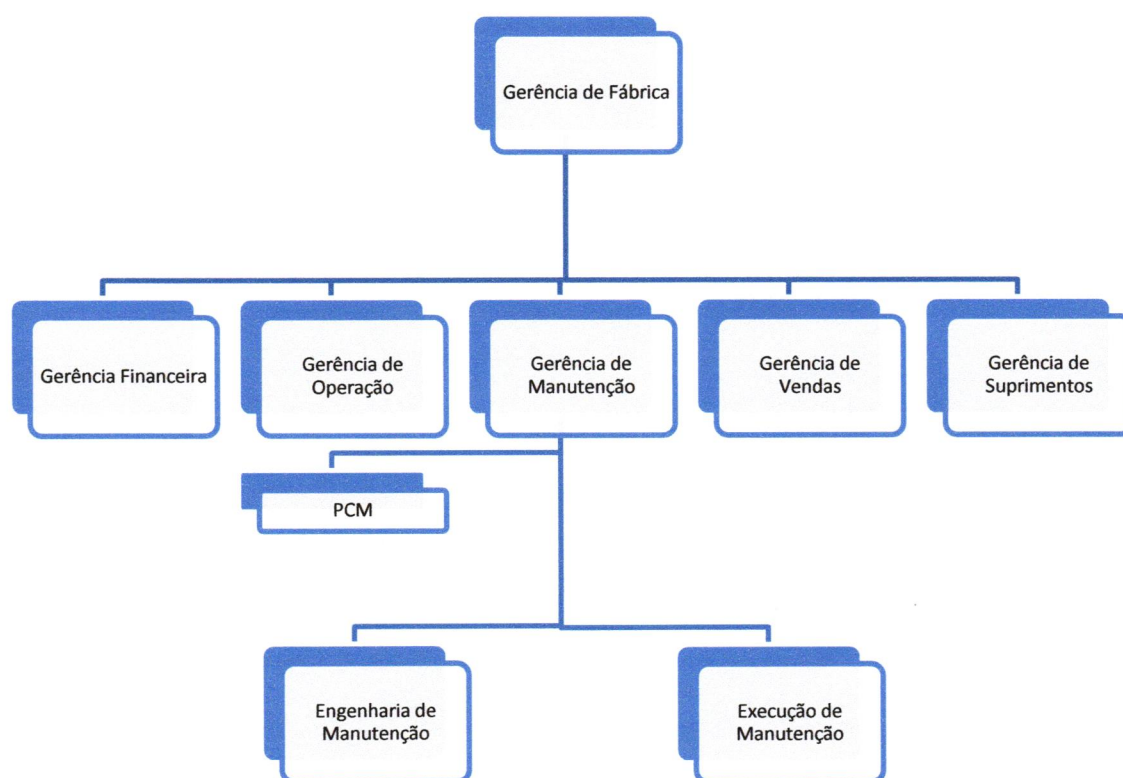 Gerência de Fábrica
Gerência Financeira
Gerência de
Operação
Gerência de
Manutenção
Gerência de
Vendas
Gerência de
Suprimentos
PCM
Engenharia de
Manutenção
Execução de
Manutenção